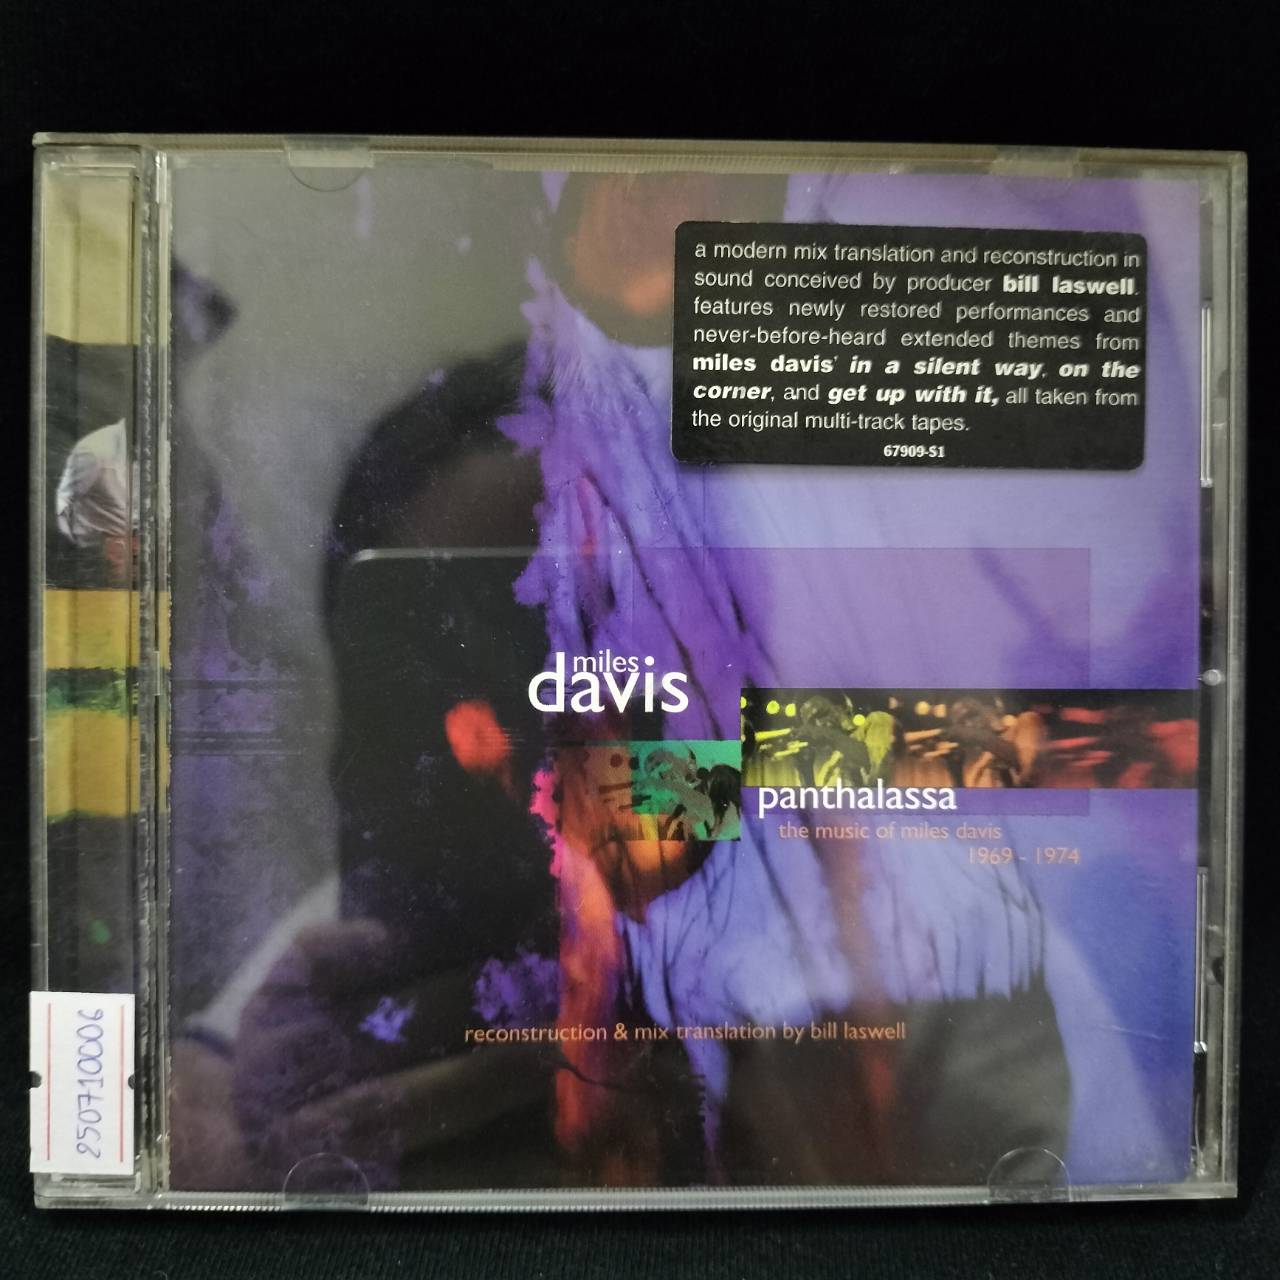 a modern mix translation and reconstruction in
sound conceived by producer bill laswell.
features newly restored performances and
never-before-heard extended themes from
miles davis' in a silent way, on the
corner, and get up with it, all taken from
the original multi-track tapes.
67909-S1
miles
davis
panthalassa
the music of miles davis
1969 - 1974
reconstruction & mix translation by bill laswell
250710006